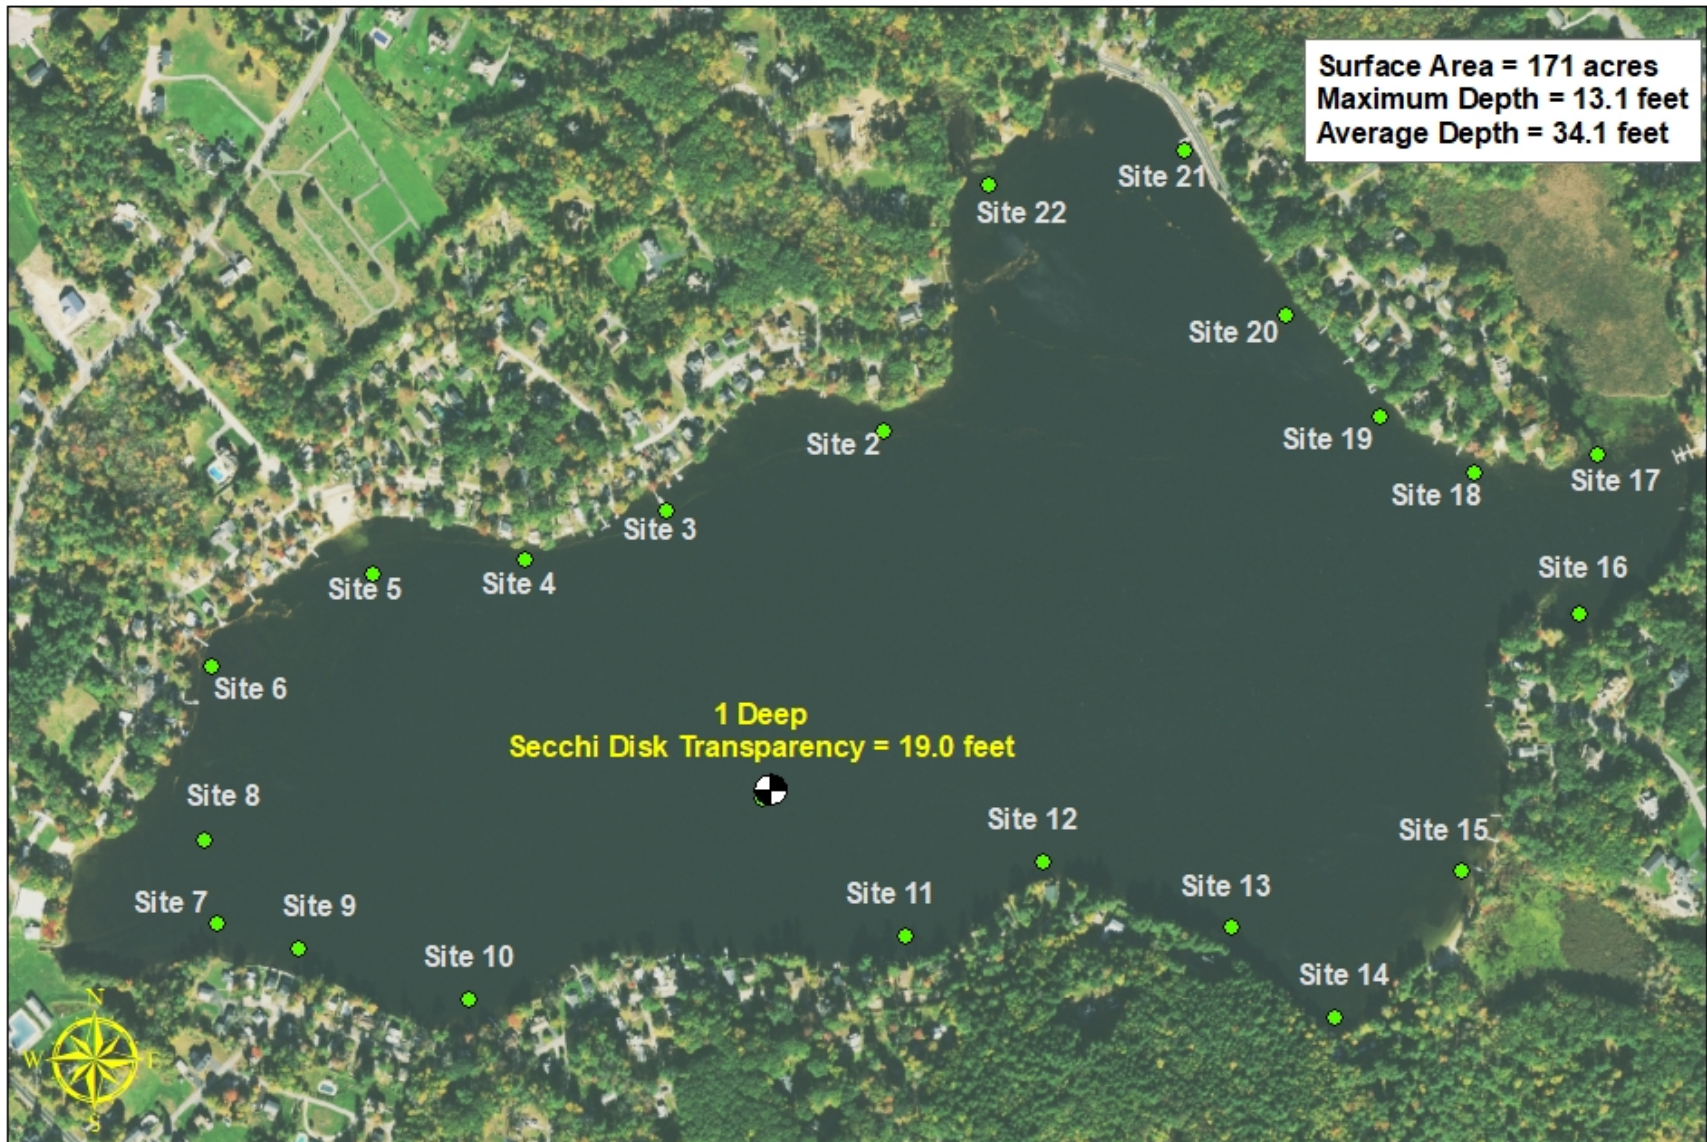 Surface Area = 171 acres
Maximum Depth = 13.1 feet
Average Depth = 34.1 feet
Site 21
Site 22
Site 20
Site 19
Site 2
Site 18
Site 17
Site 3
Site 16
Site 4
Site 5
Site 6
1 Deep
Secchi Disk Transparency = 19.0 feet
Site 8
Site 12
Site 15
Site 13
Site 11
Site 7
Site 9
Site 10
Site 14
N
W E
S